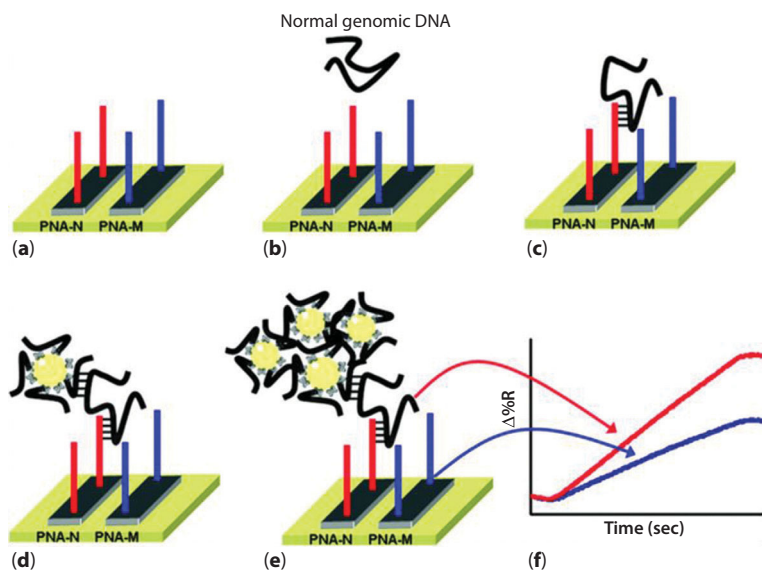 Normal genomic DNA
PNA-N PNA-M
(a)
PNA-N PNA-M
(b)
PNA-N PNA-M
(c)
PNA-N PNA-M
(d)
PNA-N PNA-M
(e)
Δ%R
Time (sec)
(f)